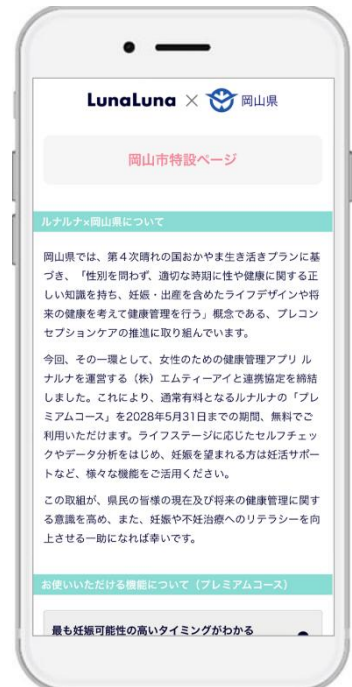 LunaLuna × 岡山県
岡山市特設ページ
ルナルナ×岡山県について
岡山県では、第４次晴れの国おかやま生き活きプランに基
づき、「性別を問わず、適切な時期に性や健康に関する正
しい知識を持ち、妊娠・出産を含めたライフデザインや将
来の健康を考えて健康管理を行う」概念である、プレコン
セプションケアの推進に取り組んでいます。
今回、その一環として、女性のための健康管理アプリ ル
ナルナを運営する（株）エムティーアイと連携協定を締結
しました。これにより、通常有料となるルナルナの「プレ
ミアムコース」を2028年5月31日までの期間、無料でご
利用いただけます。ライフステージに応じたセルフチェッ
クやデータ分析をはじめ、妊娠を望まれる方は妊活サポー
トなど、様々な機能をご活用ください。
この取組が、県民の皆様の現在及び将来の健康管理に関す
る意識を高め、また、妊娠や不妊治療へのリテラシーを向
上させる一助になれば幸いです。
お使いいただける機能について（プレミアムコース）
最も妊娠可能性の高いタイミングがわかる